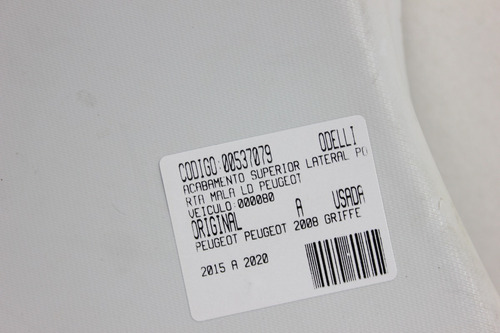 CODIGO:00537079 ODELLI
ACABAMENTO SUPERIOR LATERAL PO
RTA MALA LD PEUGEOT
VEICULO:000080
ORIGINAL A USADA
PEUGEOT PEUGEOT 2008 GRIFFE
2015 A 2020